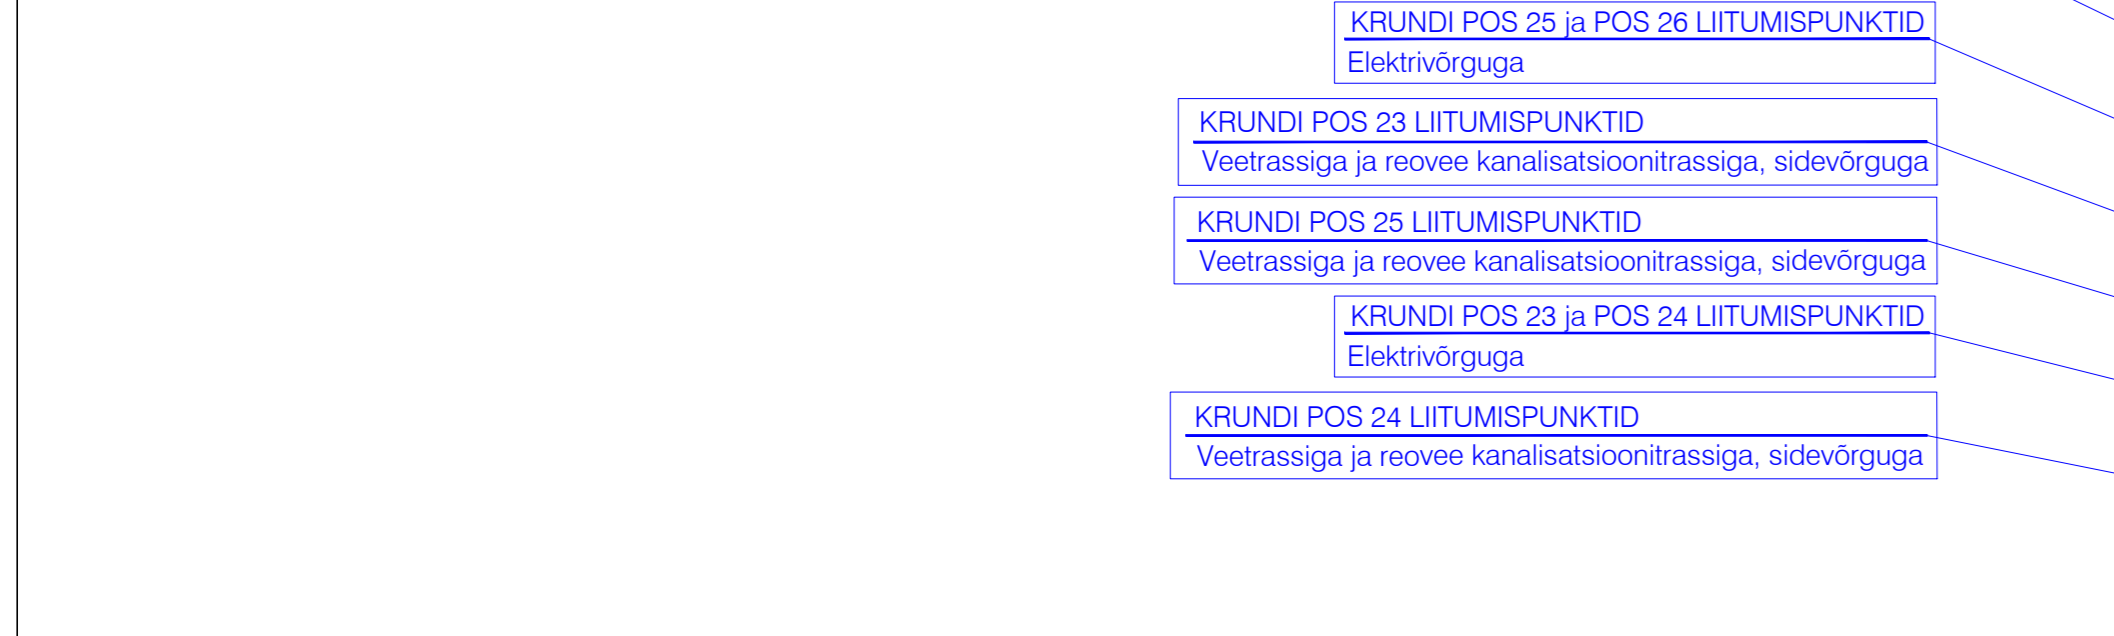 KRUNDI POS 25 ja POS 26 LIITUMISPUNKTID
Elektrivõrguga
KRUNDI POS 23 LIITUMISPUNKTID
Veetrassiga ja reovee kanalisatsioonitrassiga, sidevõrguga
KRUNDI POS 25 LIITUMISPUNKTID
Veetrassiga ja reovee kanalisatsioonitrassiga, sidevõrguga
KRUNDI POS 23 ja POS 24 LIITUMISPUNKTID
Elektrivõrguga
KRUNDI POS 24 LIITUMISPUNKTID
Veetrassiga ja reovee kanalisatsioonitrassiga, sidevõrguga